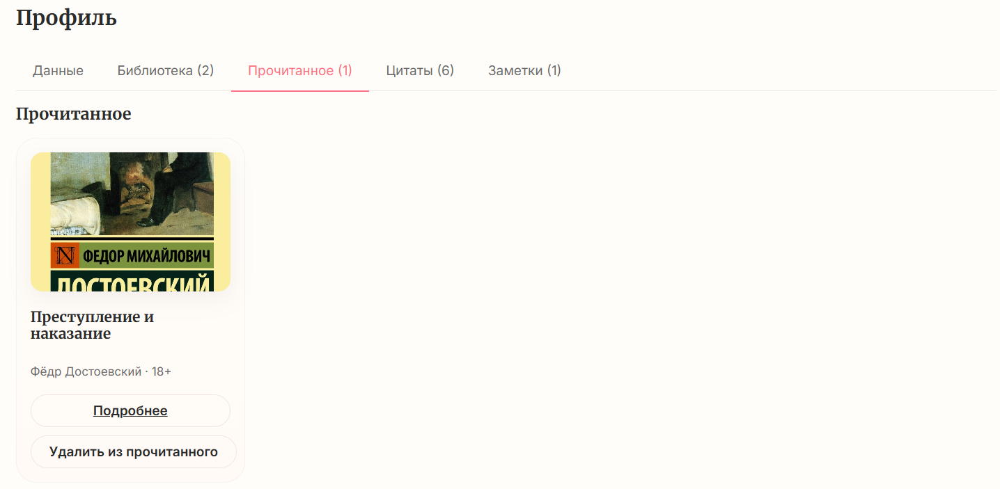 Профиль
Данные Библиотека (2) Прочитанное (1) Цитаты (6) Заметки (1)
Прочитанное
N ФЕДОР МИХАЙЛОВИЧ
ДОСТОЕВСКИЙ
Преступление и
наказание
Фёдр Достоевский · 18+
Подробнее
Удалить из прочитанного